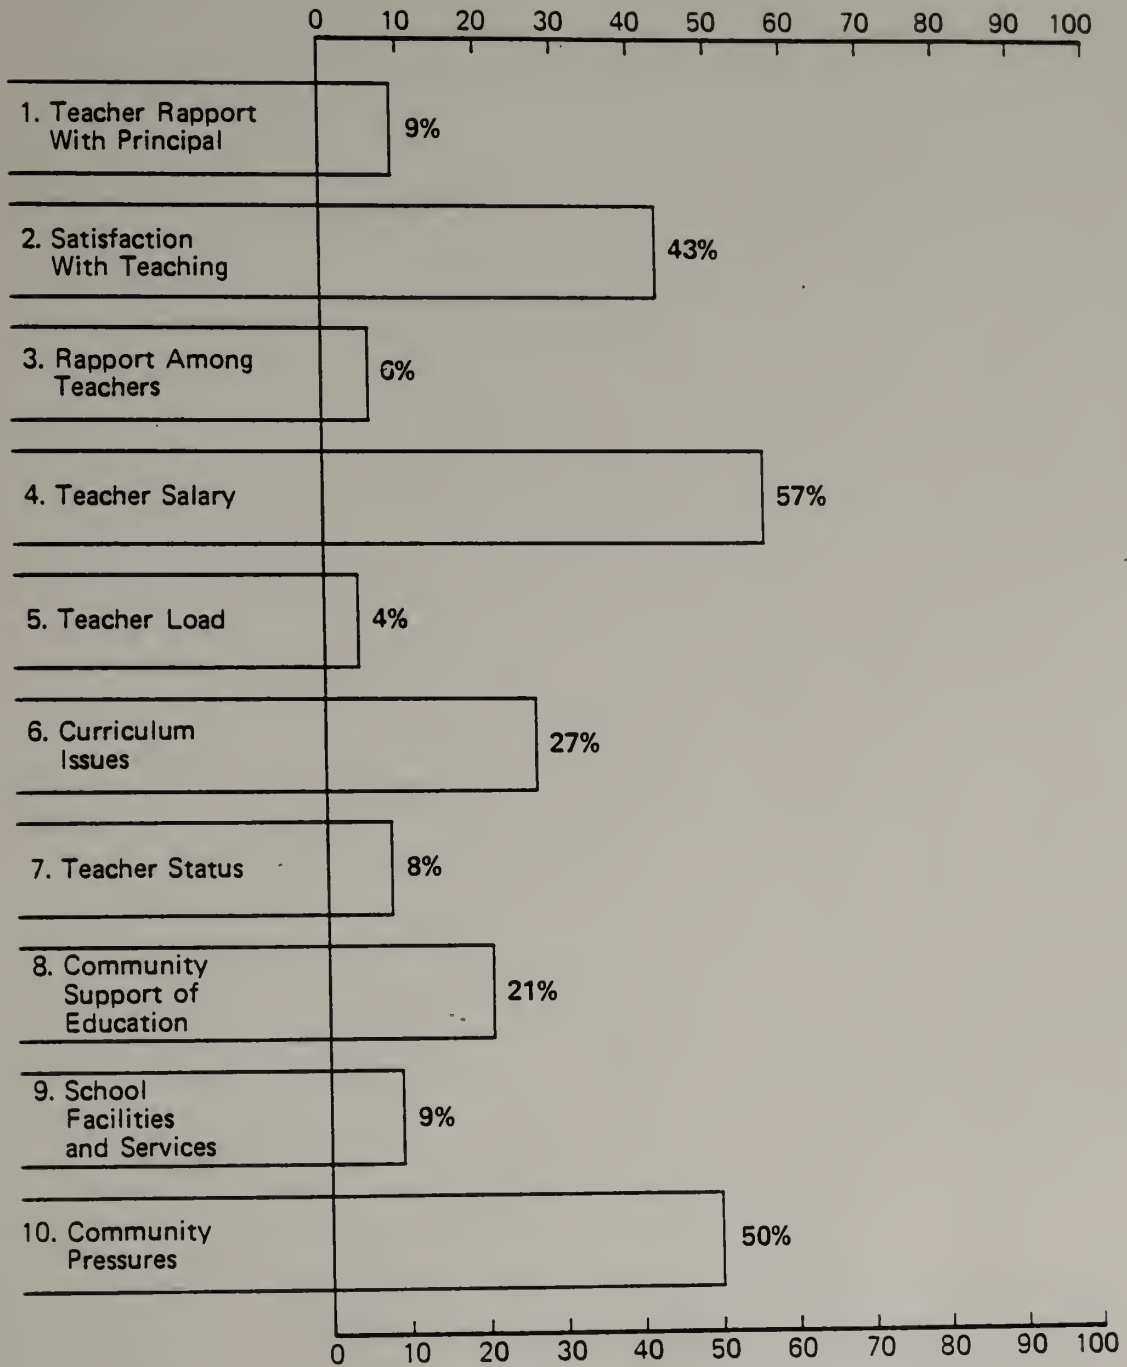 0 10 20 30 40 50 60 70 80 90 100
1. Teacher Rapport
With Principal
9%
2. Satisfaction
With Teaching
43%
3. Rapport Among
Teachers
6%
4. Teacher Salary
57%
5. Teacher Load
4%
6. Curriculum
Issues
27%
7. Teacher Status
8%
8. Community
Support of
Education
21%
9. School
Facilities
and Services
9%
10. Community
Pressures
50%
0 10 20 30 40 50 60 70 80 90 100